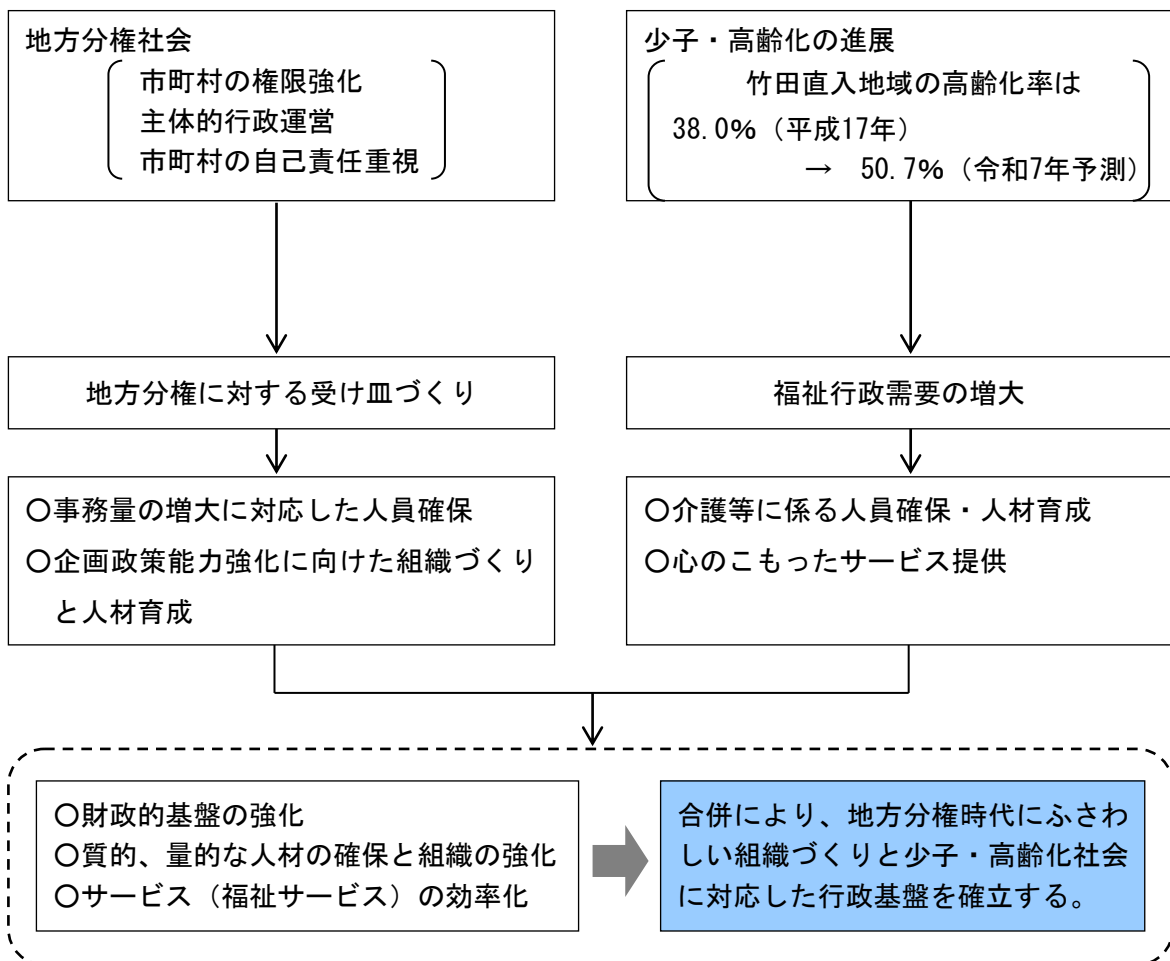 地方分権社会
市町村の権限強化
主体的行政運営
市町村の自己責任重視
少子・高齢化の進展
竹田直入地域の高齢化率は
38.0％（平成17年）
→　50.7％（令和7年予測）
地方分権に対する受け皿づくり
福祉行政需要の増大
○事務量の増大に対応した人員確保
○企画政策能力強化に向けた組織づくり
と人材育成
○介護等に係る人員確保・人材育成
○心のこもったサービス提供
○財政的基盤の強化
○質的、量的な人材の確保と組織の強化
○サービス（福祉サービス）の効率化
合併により、地方分権時代にふさわ
しい組織づくりと少子・高齢化社会
に対応した行政基盤を確立する。